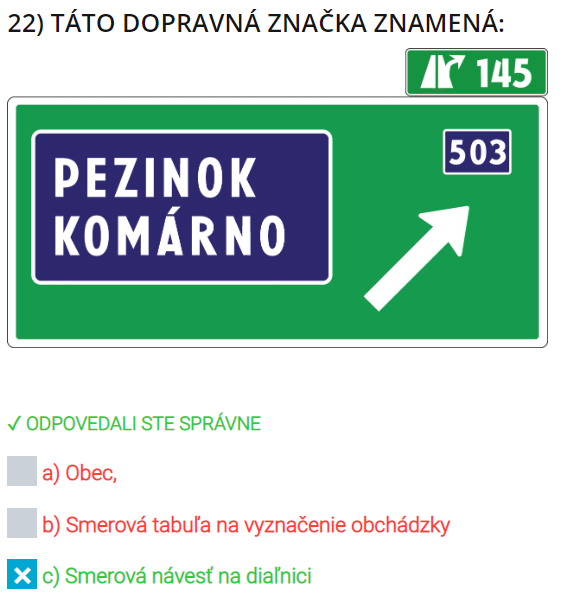 22) TÁTO DOPRAVNÁ ZNAČKA ZNAMENÁ:
145
503
PEZINOK
KOMÁRNO
✓ ODPOVEDALI STE SPRÁVNE
a) Obec,
b) Smerová tabuľa na vyznačenie obchádzky
c) Smerová návesť na diaľnici